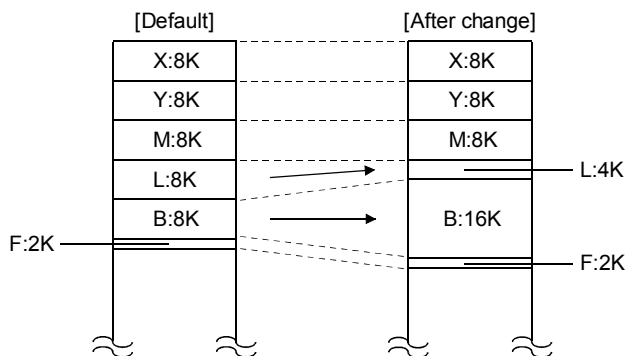 [Default]
[After change]
X:8K
X:8K
Y:8K
Y:8K
M:8K
M:8K
L:8K
L:4K
B:8K
B:16K
F:2K
F:2K